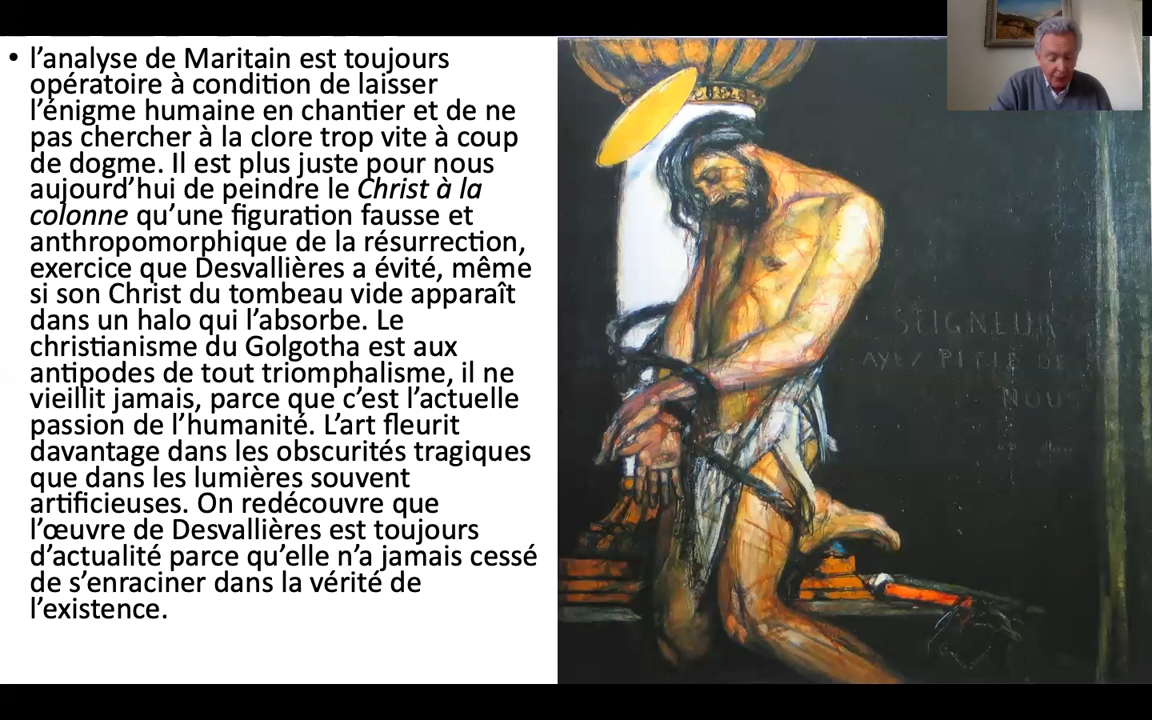 • l’analyse de Maritain est toujours
opératoire à condition de laisser
l’énigme humaine en chantier et de ne
pas chercher à la clore trop vite à coup
de dogme. Il est plus juste pour nous
aujourd’hui de peindre le Christ à la
colonne qu’une figuration fausse et
anthropomorphique de la résurrection,
exercice que Desvallières a évité, même
si son Christ du tombeau vide apparaît
dans un halo qui l’absorbe. Le
christianisme du Golgotha est aux
antipodes de tout triomphalisme, il ne
vieillit jamais, parce que c’est l’actuelle
passion de l’humanité. L’art fleurit
davantage dans les obscurités tragiques
que dans les lumières souvent
artificieuses. On redécouvre que
l’œuvre de Desvallières est toujours
d’actualité parce qu’elle n’a jamais cessé
de s’enraciner dans la vérité de
l’existence.
SEIGNEUR
AYEZ PITIÉ DE
NOUS